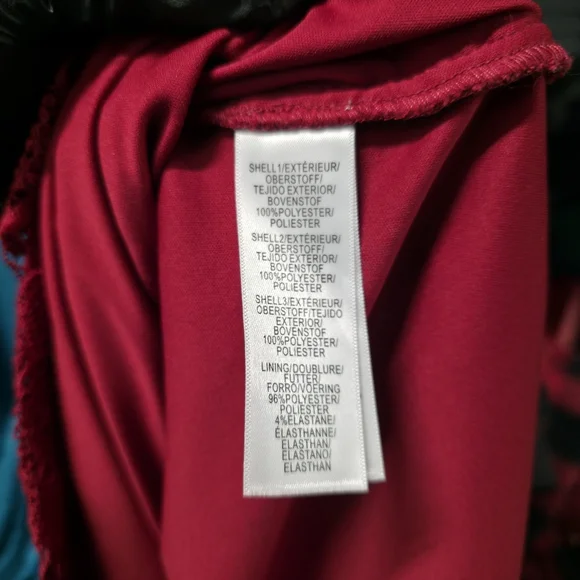 SHELL1/EXTÉRIEUR/
OBERSTOFF/
TEJIDO EXTERIOR/
BOVENSTOF
100%POLYESTER/
POLIESTER
SHELL2/EXTÉRIEUR/
OBERSTOFF/
TEJIDO EXTERIOR/
BOVENSTOF
100%POLYESTER/
POLIESTER
SHELL3/EXTÉRIEUR/
OBERSTOFF/TEJIDO
EXTERIOR/
BOVENSTOF
100%POLYESTER/
POLIESTER
LINING/DOUBLURE/
FUTTER/
FORRO/VOERING
96%POLYESTER/
POLIESTER
4%ELASTANE/
ÉLASTHANNE/
ELASTHAN/
ELASTANO/
ELASTHAN